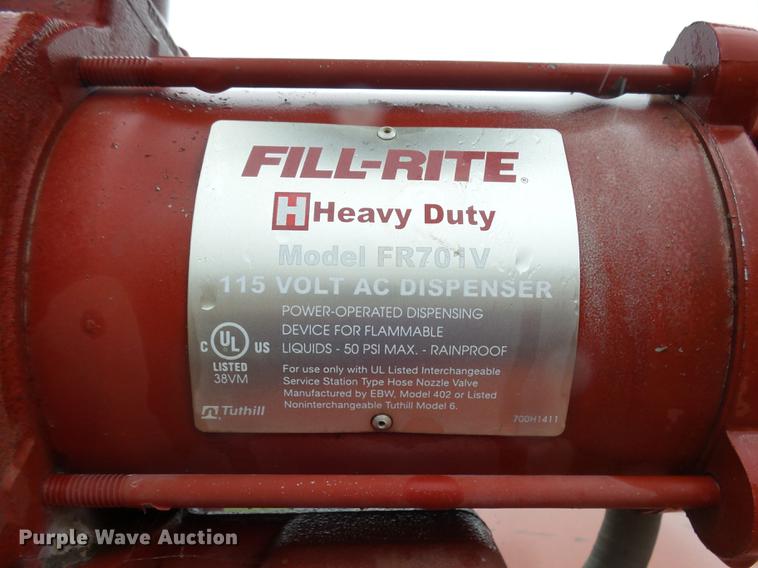 FILL-RITE®
H Heavy Duty
Model FR701V
115 VOLT AC DISPENSER
POWER-OPERATED DISPENSING
DEVICE FOR FLAMMABLE
LIQUIDS - 50 PSI MAX. - RAINPROOF
C UL US
LISTED
38VM
For use only with UL Listed Interchangeable
Service Station Type Hose Nozzle Valve
Manufactured by EBW, Model 402 or Listed
Noninterchangeable Tuthill Model 6.
Tuthill
700H1411
Purple Wave Auction